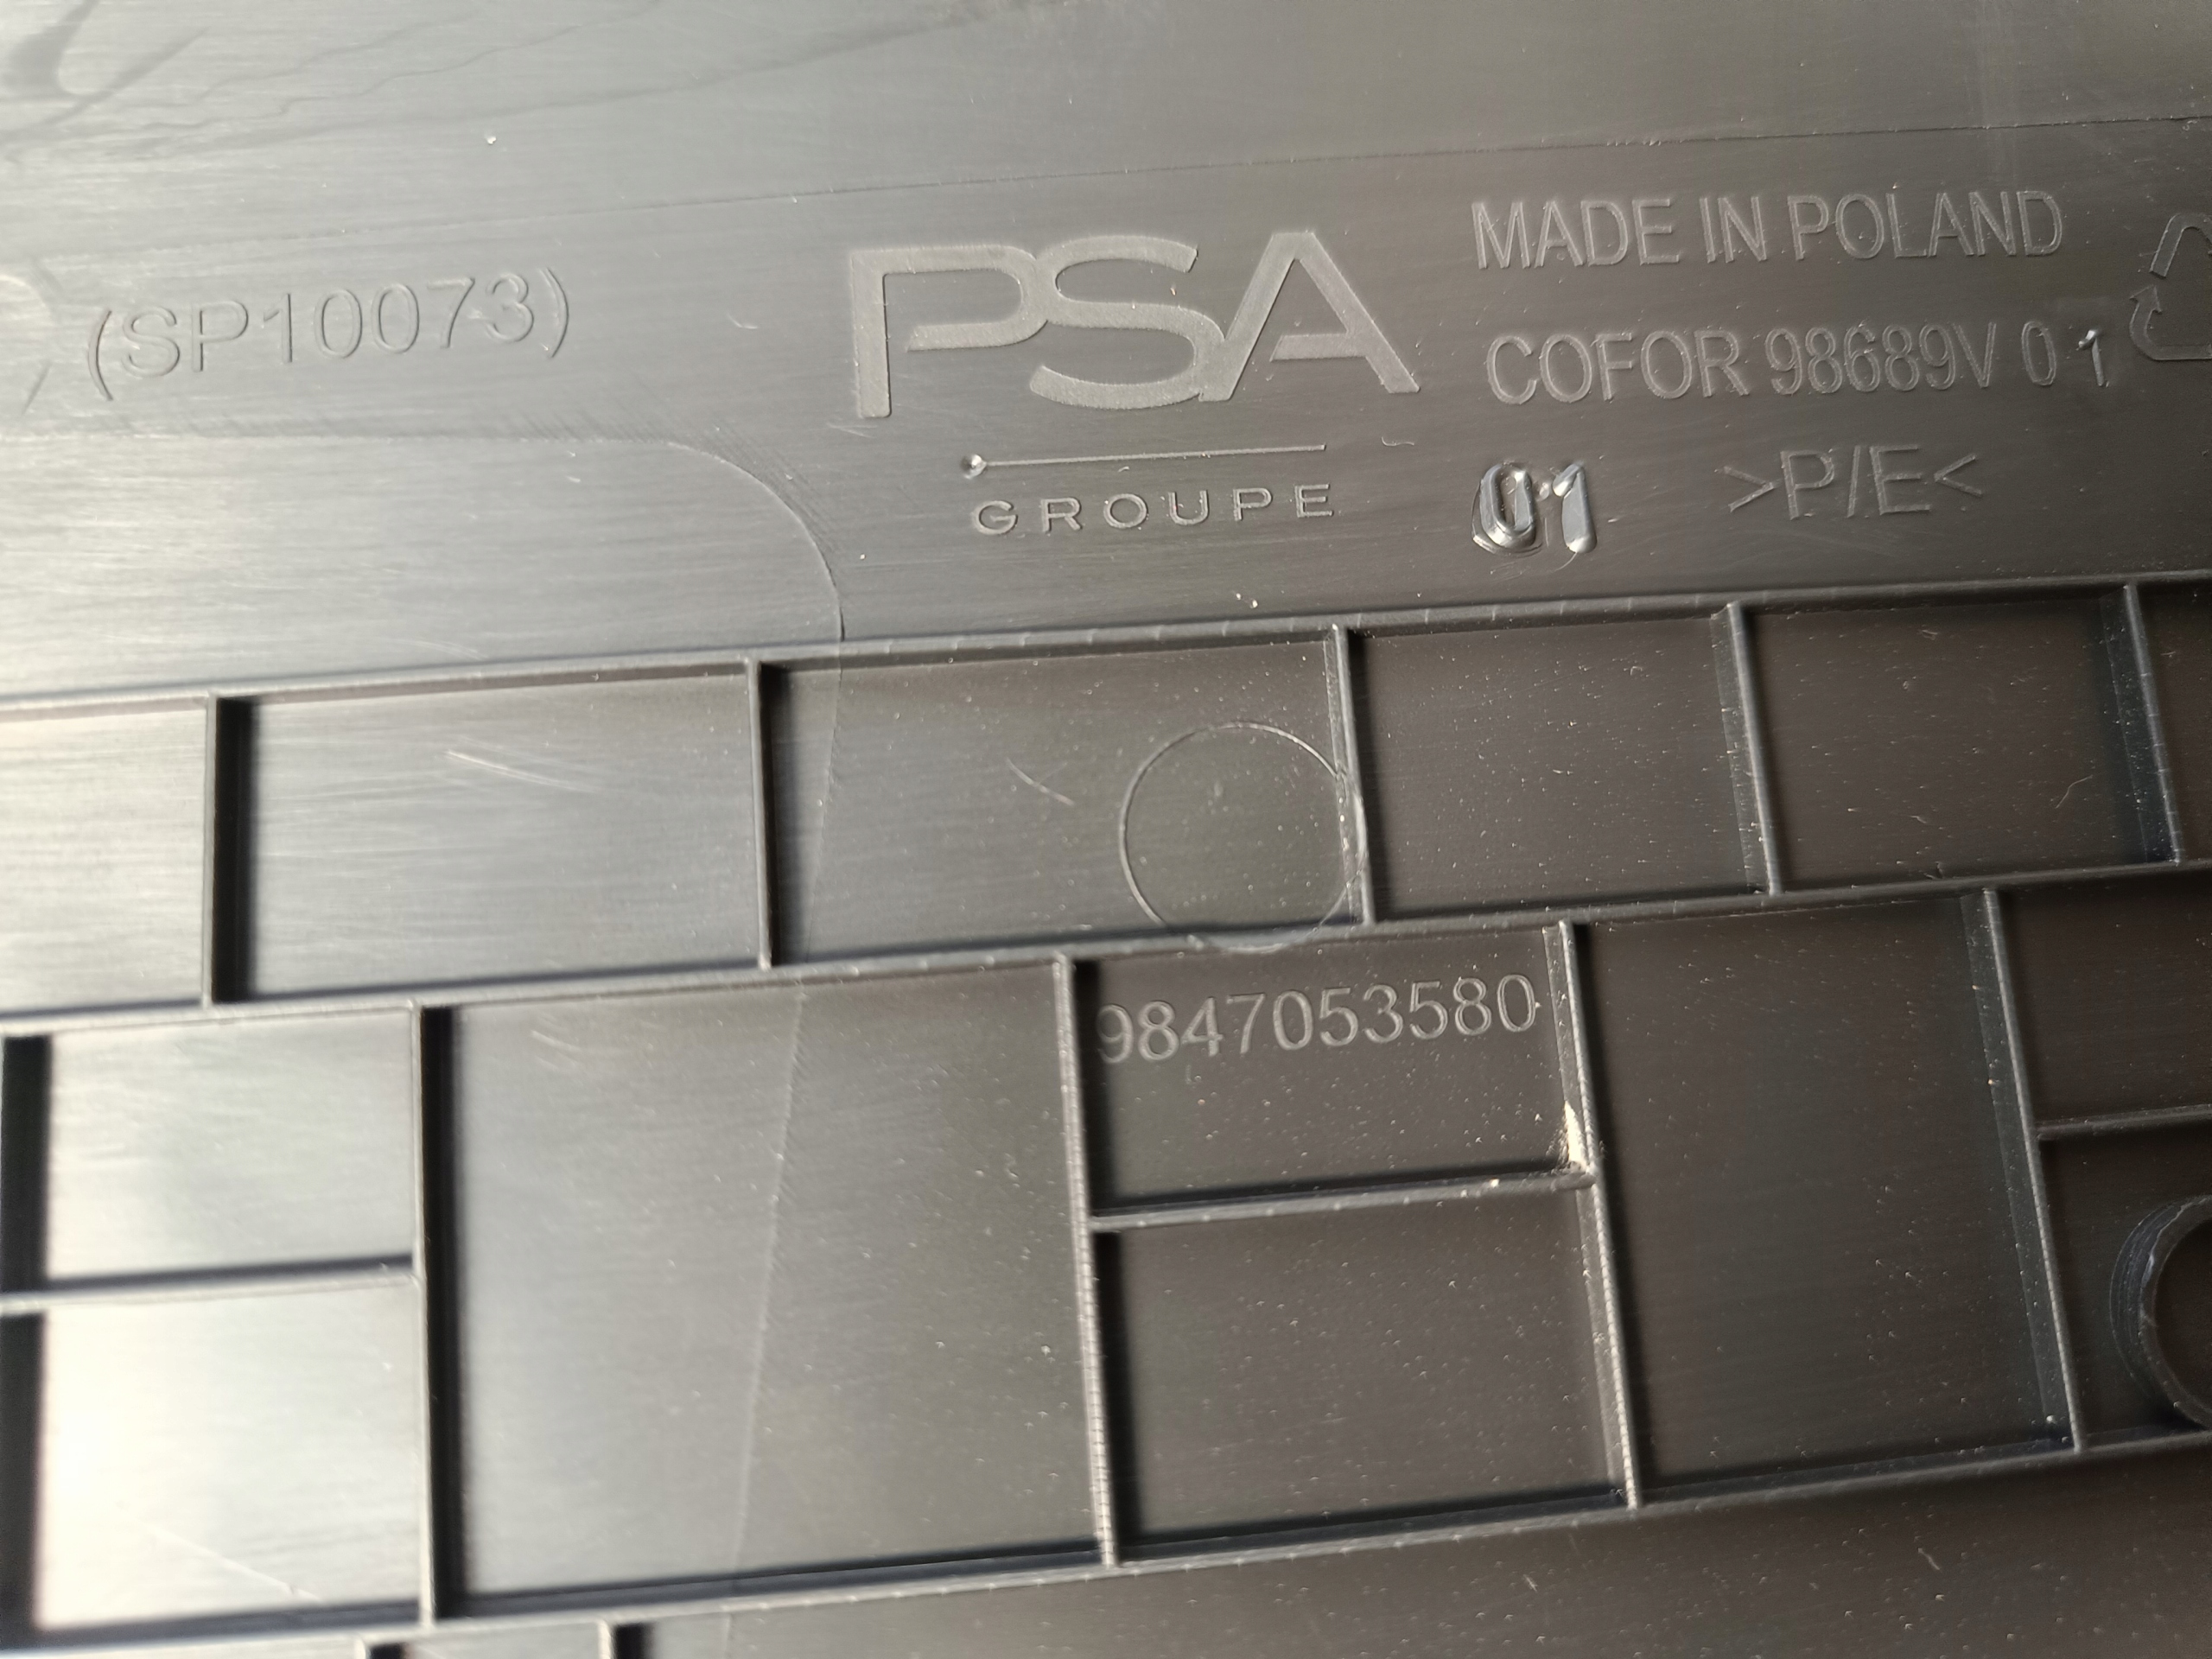 (SP10073)
PSA
GROUPE
MADE IN POLAND
COFOR 98689V 0 1
01 >P/E<
9847053580